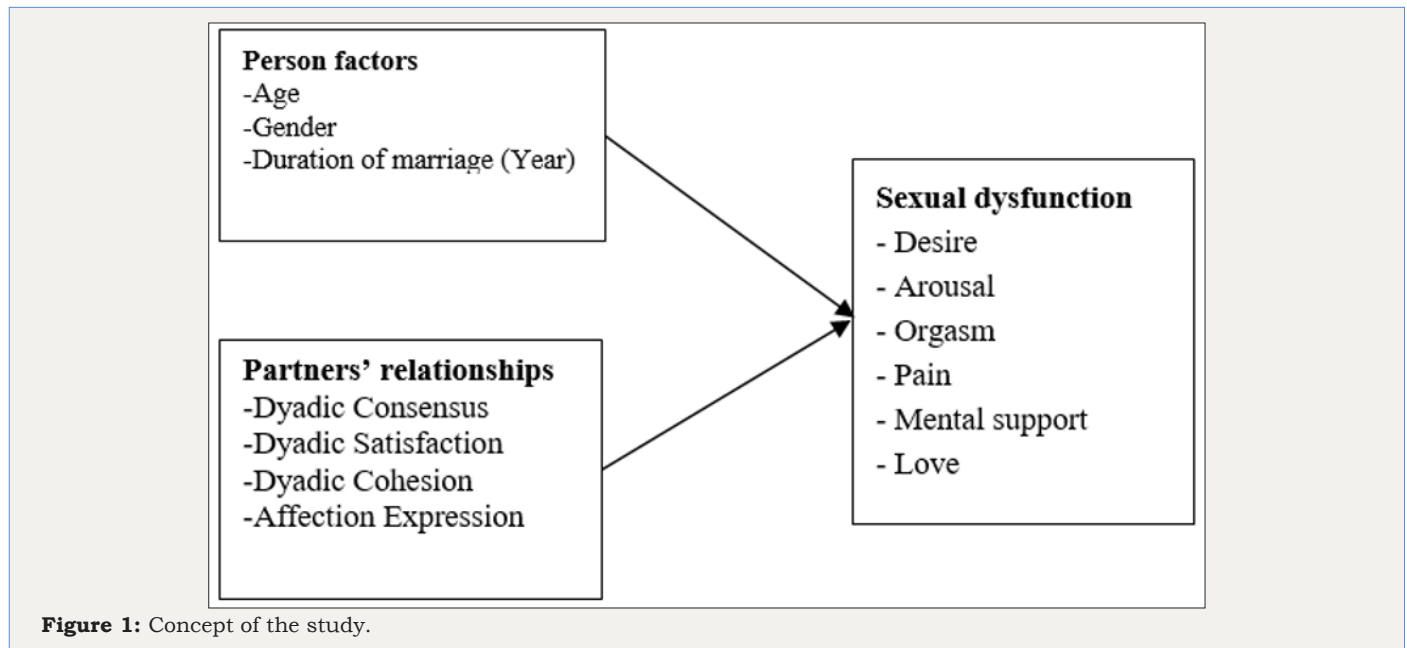 Person factors
-Age
-Gender
-Duration of marriage (Year)
Partners’ relationships
-Dyadic Consensus
-Dyadic Satisfaction
-Dyadic Cohesion
-Affection Expression
Sexual dysfunction
- Desire
- Arousal
- Orgasm
- Pain
- Mental support
- Love
Figure 1: Concept of the study.